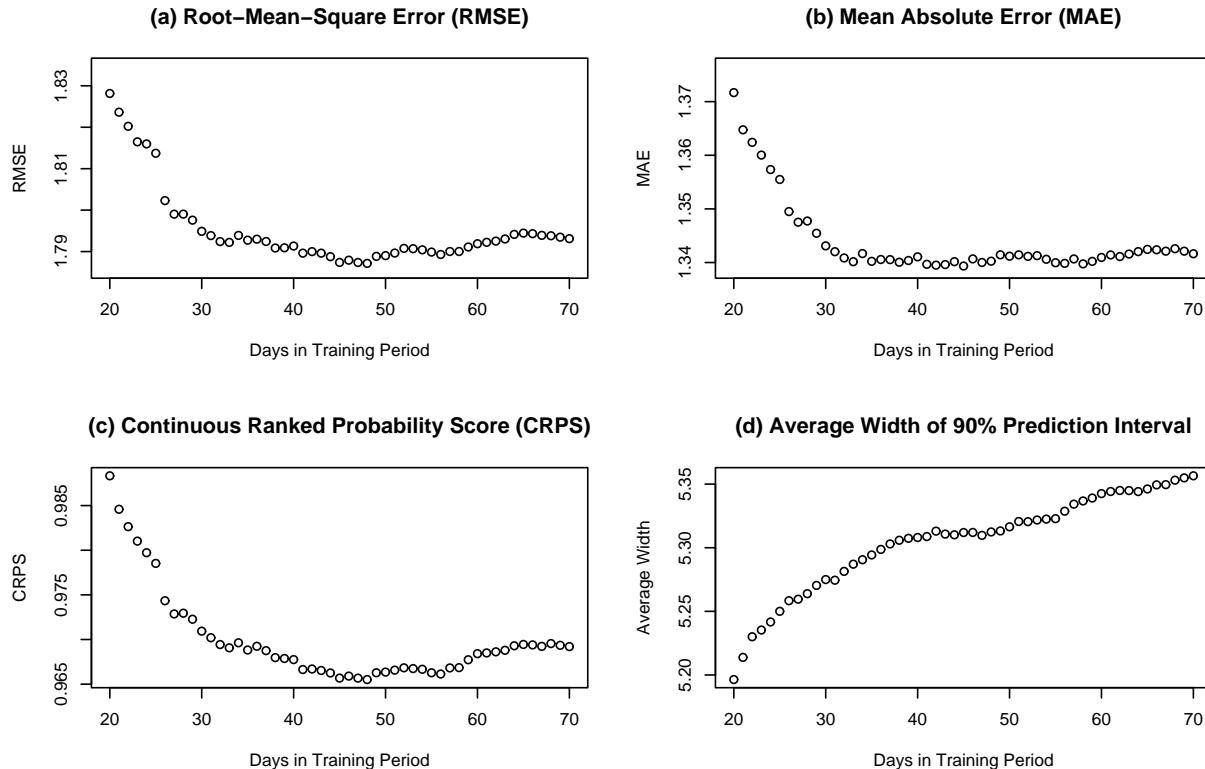 (a) Root−Mean−Square Error (RMSE)
RMSE
1.83
1.81
1.79
20 30 40 50 60 70
Days in Training Period
(b) Mean Absolute Error (MAE)
MAE
1.37
1.36
1.35
1.34
20 30 40 50 60 70
Days in Training Period
(c) Continuous Ranked Probability Score (CRPS)
CRPS
0.985
0.975
0.965
20 30 40 50 60 70
Days in Training Period
(d) Average Width of 90% Prediction Interval
Average Width
5.35
5.30
5.25
5.20
20 30 40 50 60 70
Days in Training Period